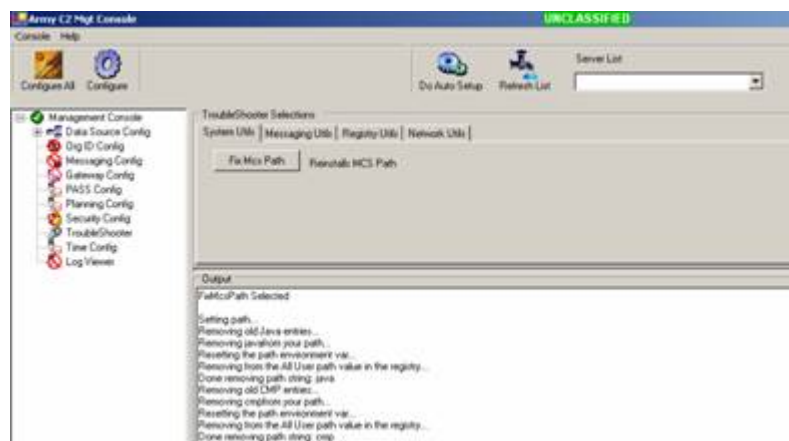 Army C2 Mgt Console
UNCLASSIFIED
Console Help
Configure All Configure
Do Auto Setup Refresh List
Server List
Management Console
Data Source Config
Org ID Config
Messaging Config
Gateway Config
PASS Config
Planning Config
Security Config
TroubleShooter
Time Config
Log Viewer
TroubleShooter Selections
System Utils Messaging Utils Registry Utils Network Utils
Fix Mcs Path Reinstalls MCS Path
Output
FixMcsPath Selected
Setting path...
Removing old Java entries...
Removing javafrom your path...
Resetting the path environment var...
Removing from the All User path value in the registry...
Done removing path string: java
Removing old CMP entries...
Removing cmpfrom your path...
Resetting the path environment var...
Removing from the All User path value in the registry...
Done removing path string: cmp